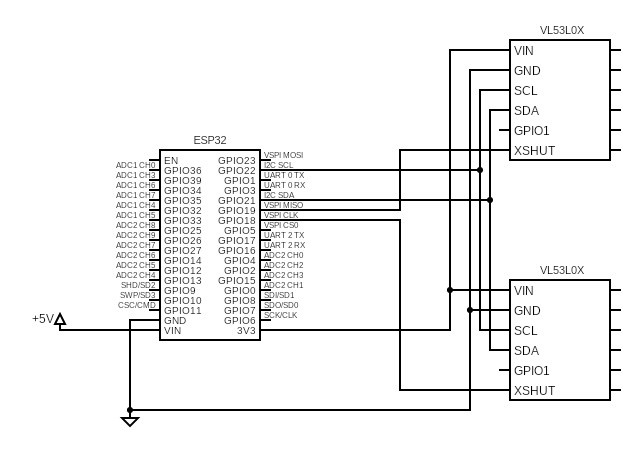 VL53L0X
VIN
GND
SCL
SDA
GPIO1
XSHUT
ESP32
ADC1 CH0
ADC1 CH3
ADC1 CH6
ADC1 CH7
ADC1 CH4
ADC1 CH5
ADC2 CH8
ADC2 CH9
ADC2 CH7
ADC2 CH6
ADC2 CH5
ADC2 CH4
SHD/SD2
SWP/SD3
CSC/CMD
EN
GPIO36
GPIO39
GPIO34
GPIO35
GPIO32
GPIO33
GPIO25
GPIO26
GPIO27
GPIO14
GPIO12
GPIO13
GPIO9
GPIO10
GPIO11
GND
VIN
GPIO23
GPIO22
GPIO1
GPIO3
GPIO21
GPIO19
GPIO18
GPIO5
GPIO17
GPIO16
GPIO4
GPIO2
GPIO15
GPIO0
GPIO8
GPIO7
GPIO6
3V3
VSPI MOSI
I2C SCL
UART 0 TX
UART 0 RX
I2C SDA
VSPI MISO
VSPI CLK
VSPI CS0
UART 2 TX
UART 2 RX
ADC2 CH0
ADC2 CH2
ADC2 CH3
ADC2 CH1
SDI/SD1
SDO/SD0
SCK/CLK
+5V
VL53L0X
VIN
GND
SCL
SDA
GPIO1
XSHUT